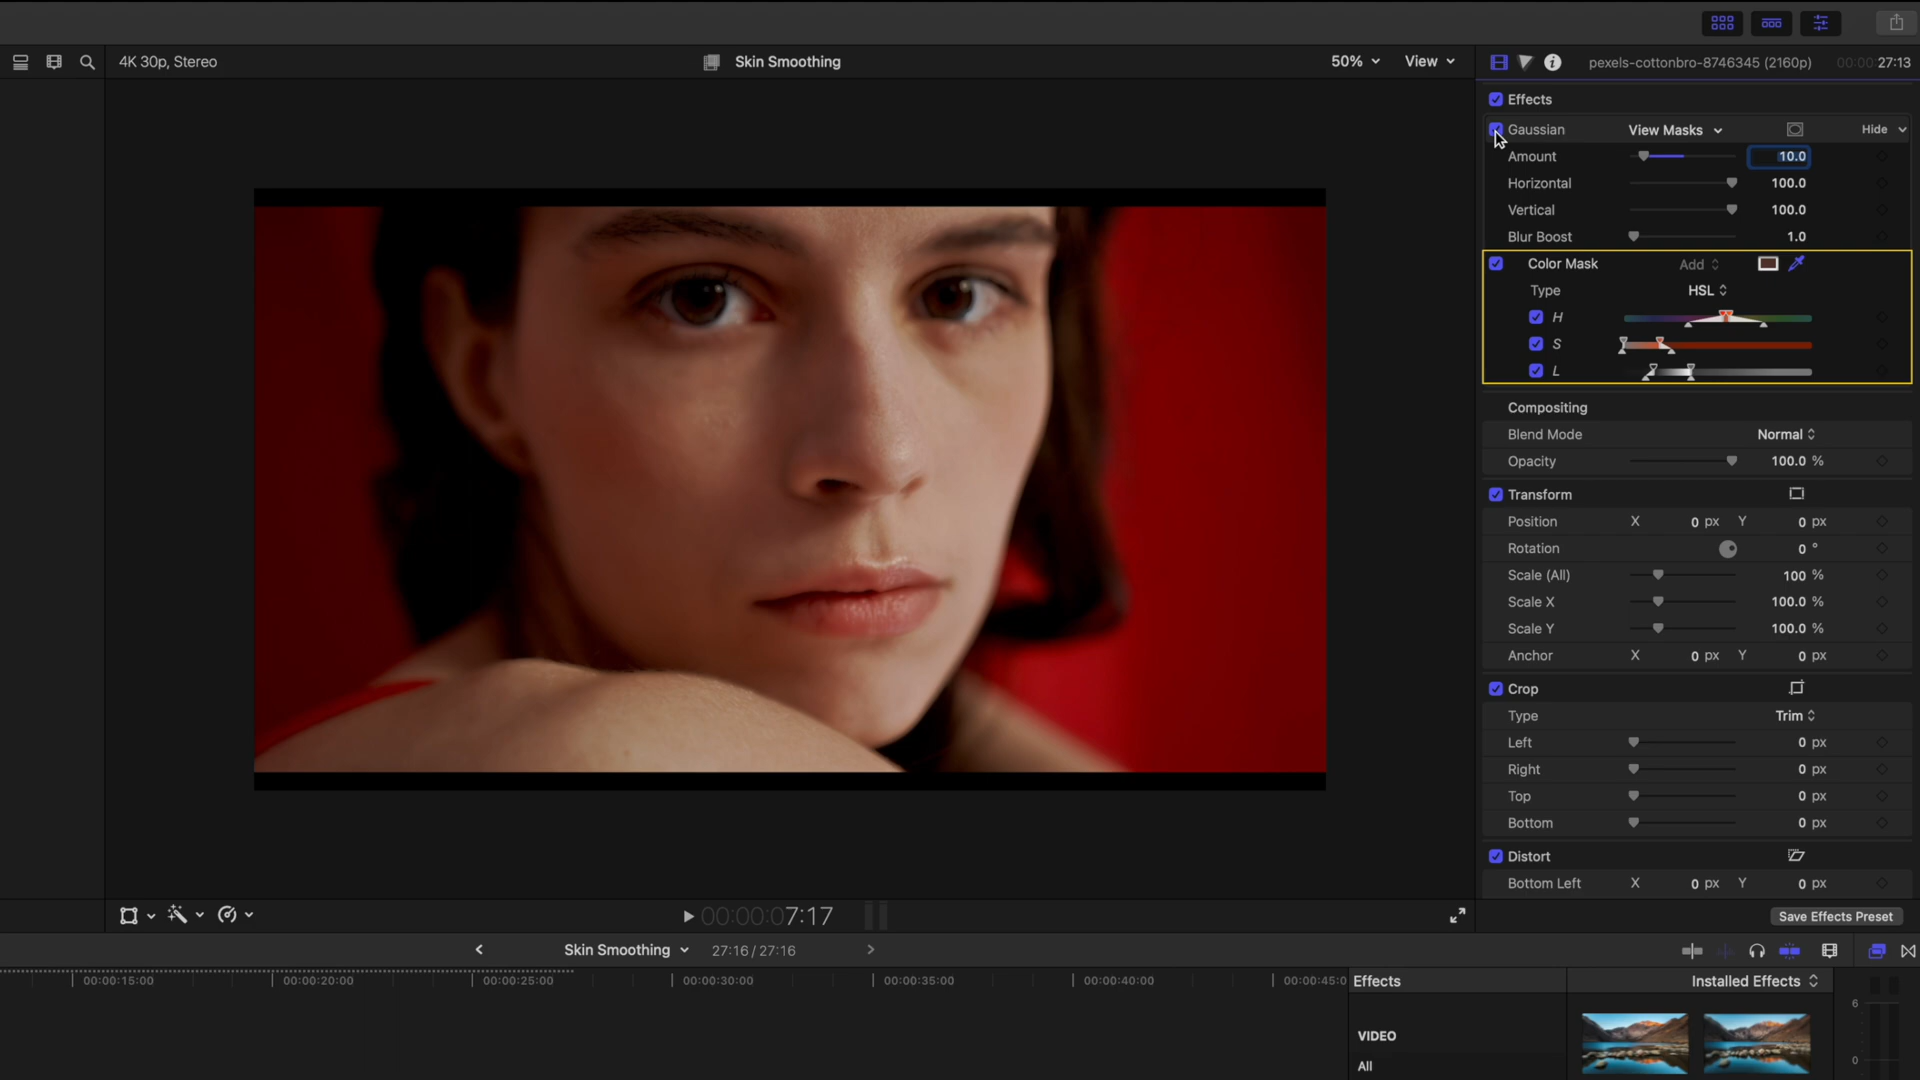 4K 30p, Stereo
Skin Smoothing
50%
View
pexels-cottonbro-8746345 (2160p)
00:00:27:13
Effects
Gaussian
View Masks
Hide
Amount
10.0
Horizontal
100.0
Vertical
100.0
Blur Boost
1.0
Color Mask
Add
Type
HSL
H
S
L
Compositing
Blend Mode
Normal
Opacity
100.0 %
Transform
Position
X
0 px
Y
0 px
Rotation
0 °
Scale (All)
100 %
Scale X
100.0 %
Scale Y
100.0 %
Anchor
X
0 px
Y
0 px
Crop
Type
Trim
Left
0 px
Right
0 px
Top
0 px
Bottom
0 px
Distort
Bottom Left
X
0 px
Y
0 px
00:00:07:17
Save Effects Preset
Skin Smoothing
27:16 / 27:16
00:00:15:00
00:00:20:00
00:00:25:00
00:00:30:00
00:00:35:00
00:00:40:00
00:00:45:0
Effects
Installed Effects
VIDEO
All
6
0